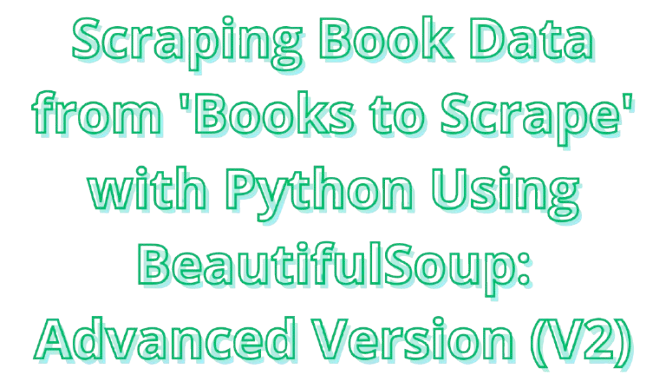 Scraping Book Data
from 'Books to Scrape'
with Python Using
BeautifulSoup:
Advanced Version (V2)